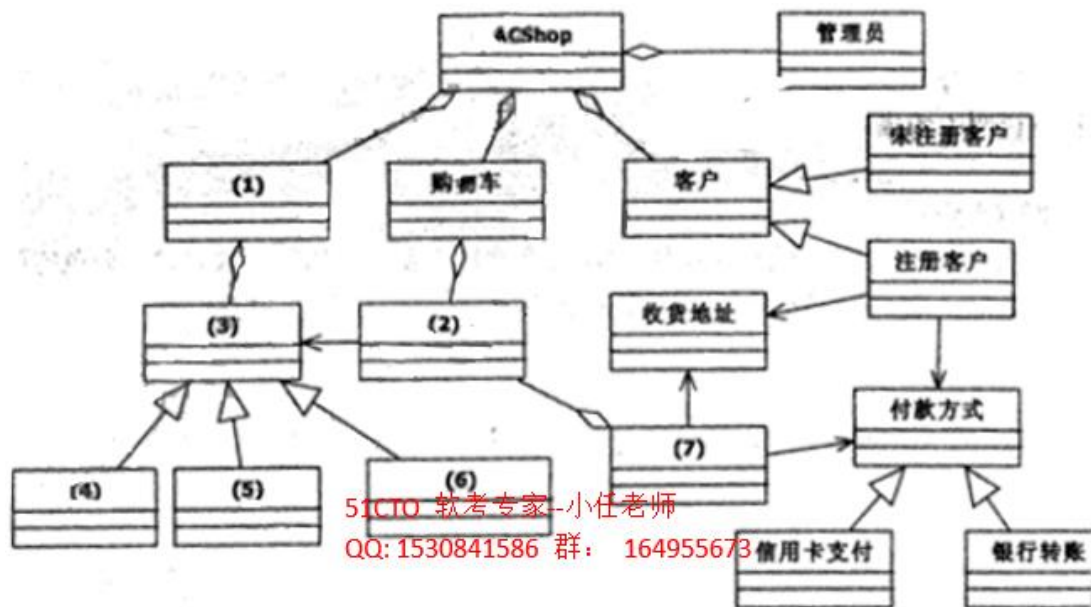 4CShop
管理员
未注册客户
(1)
购物车
客户
注册客户
收货地址
(3)
(2)
付款方式
(7)
(4)
(5)
(6)
51CTO 软考专家--小任老师
QQ: 1530841586 群： 164955673
信用卡支付
银行转账